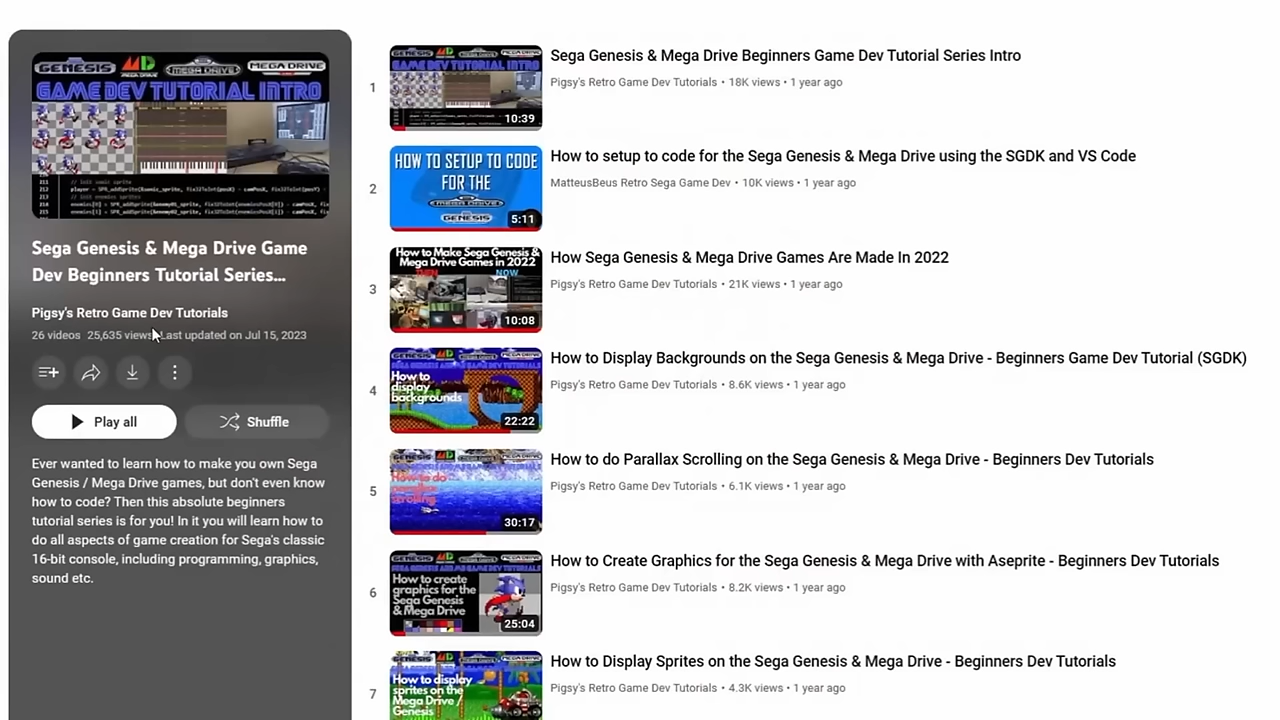 GENESIS MD MEGA DRIVE MEGA DRIVE
GAME DEV TUTORIAL INTRO
Sega Genesis & Mega Drive Game
Dev Beginners Tutorial Series...
Pigsy's Retro Game Dev Tutorials
26 videos 25,635 views Last updated on Jul 15, 2023
Play all
Shuffle
Ever wanted to learn how to make you own Sega
Genesis / Mega Drive games, but don't even know
how to code? Then this absolute beginners
tutorial series is for you! In it you will learn how to
do all aspects of game creation for Sega's classic
16-bit console, including programming, graphics,
sound etc.
1
GAME DEV TUTORIAL INTRO
10:39
Sega Genesis & Mega Drive Beginners Game Dev Tutorial Series Intro
Pigsy's Retro Game Dev Tutorials • 18K views • 1 year ago
2
HOW TO SETUP TO CODE
FOR THE
MEGA DRIVE
GENESIS
5:11
How to setup to code for the Sega Genesis & Mega Drive using the SGDK and VS Code
MatteusBeus Retro Sega Game Dev • 10K views • 1 year ago
3
How to Make Sega Genesis &
Mega Drive Games in 2022
THEN NOW
10:08
How Sega Genesis & Mega Drive Games Are Made In 2022
Pigsy's Retro Game Dev Tutorials • 21K views • 1 year ago
4
How to
display
backgrounds
22:22
How to Display Backgrounds on the Sega Genesis & Mega Drive - Beginners Game Dev Tutorial (SGDK)
Pigsy's Retro Game Dev Tutorials • 8.6K views • 1 year ago
5
How to do
parallax
scrolling
30:17
How to do Parallax Scrolling on the Sega Genesis & Mega Drive - Beginners Dev Tutorials
Pigsy's Retro Game Dev Tutorials • 6.1K views • 1 year ago
6
How to create
graphics for the
Sega Genesis
& Mega Drive
25:04
How to Create Graphics for the Sega Genesis & Mega Drive with Aseprite - Beginners Dev Tutorials
Pigsy's Retro Game Dev Tutorials • 8.2K views • 1 year ago
7
How to display
sprites on the
Mega Drive /
Genesis
How to Display Sprites on the Sega Genesis & Mega Drive - Beginners Dev Tutorials
Pigsy's Retro Game Dev Tutorials • 4.3K views • 1 year ago